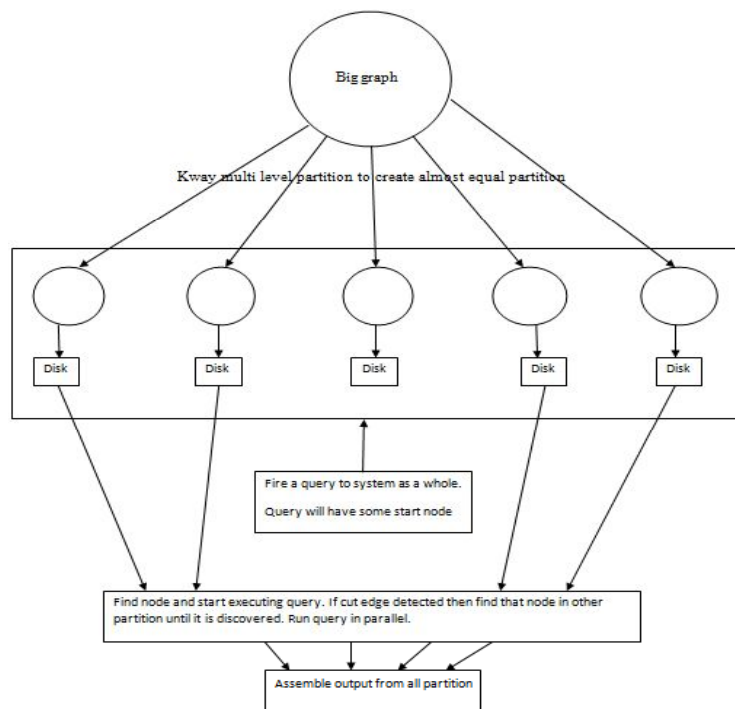 Big graph
Kway multi level partition to create almost equal partition
Disk
Disk
Disk
Disk
Disk
Fire a query to system as a whole.
Query will have some start node
Find node and start executing query. If cut edge detected then find that node in other
partition until it is discovered. Run query in parallel.
Assemble output from all partition